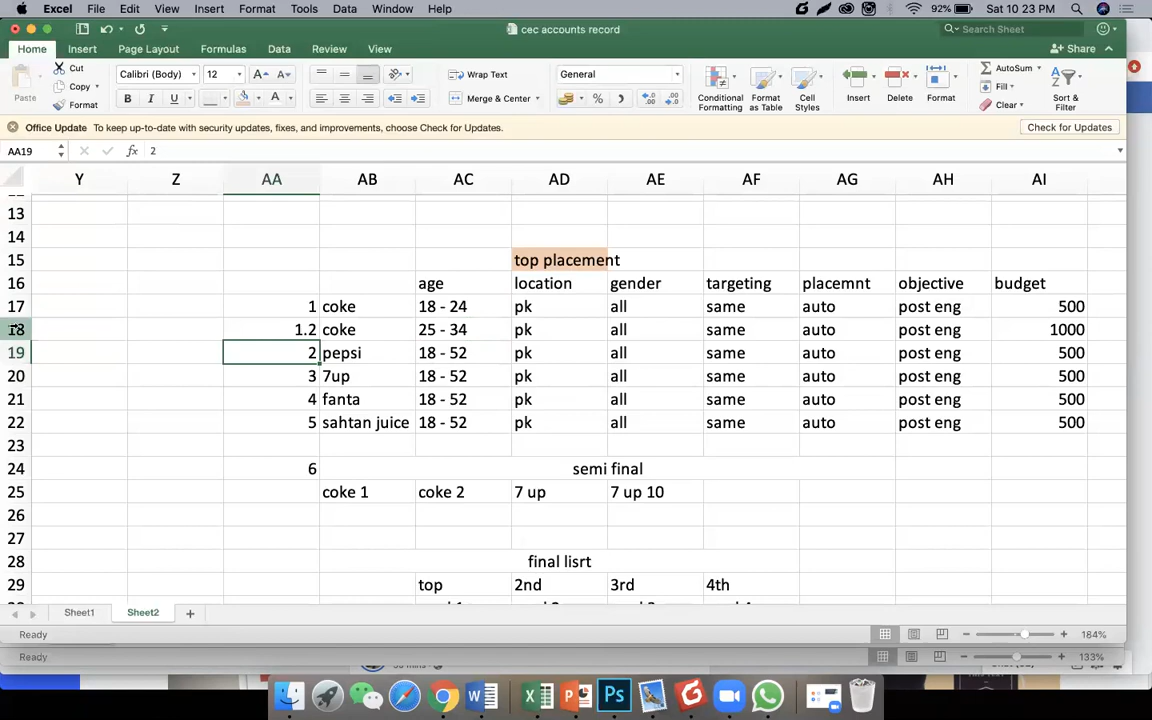 Excel File Edit View Insert Format Tools Data Window Help 92% Sat 10:23 PM
cec accounts record Search Sheet
Home Insert Page Layout Formulas Data Review View Share
Paste Cut Copy Format Calibri (Body) 12 Wrap Text General Conditional Formatting Format as Table Cell Styles Insert Delete Format AutoSum Fill Clear Sort & Filter
B I U A Merge & Center %
Office Update To keep up-to-date with security updates, fixes, and improvements, choose Check for Updates. Check for Updates
AA19 fx 2
Y Z AA AB AC AD AE AF AG AH AI
13
14
15 top placement
16 age location gender targeting placemnt objective budget
17 1 coke 18 - 24 pk all same auto post eng 500
18 1.2 coke 25 - 34 pk all same auto post eng 1000
19 2 pepsi 18 - 52 pk all same auto post eng 500
20 3 7up 18 - 52 pk all same auto post eng 500
21 4 fanta 18 - 52 pk all same auto post eng 500
22 5 sahtan juice 18 - 52 pk all same auto post eng 500
23
24 6 semi final
25 coke 1 coke 2 7 up 7 up 10
26
27
28 final lisrt
29 top 2nd 3rd 4th
Sheet1 Sheet2
Ready 184%
Ready 133%